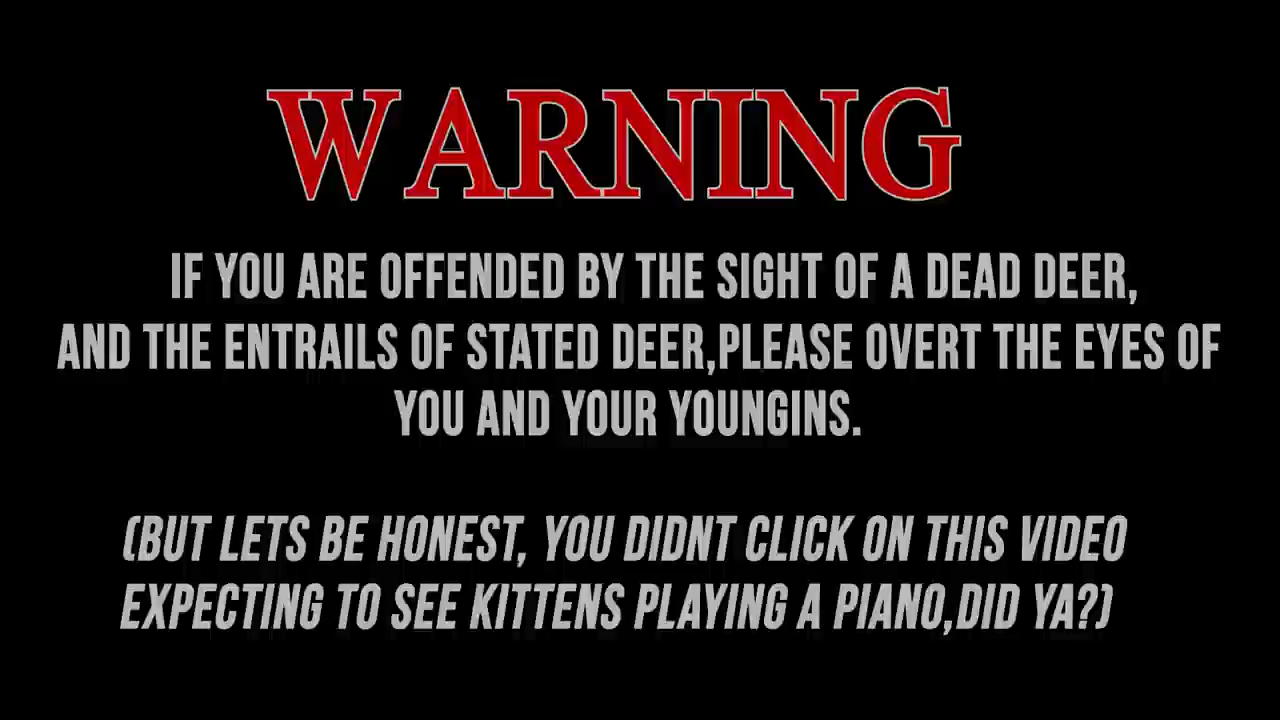 WARNING
IF YOU ARE OFFENDED BY THE SIGHT OF A DEAD DEER,
AND THE ENTRAILS OF STATED DEER,PLEASE OVERT THE EYES OF
YOU AND YOUR YOUNGINS.
(BUT LETS BE HONEST, YOU DIDNT CLICK ON THIS VIDEO
EXPECTING TO SEE KITTENS PLAYING A PIANO,DID YA?)